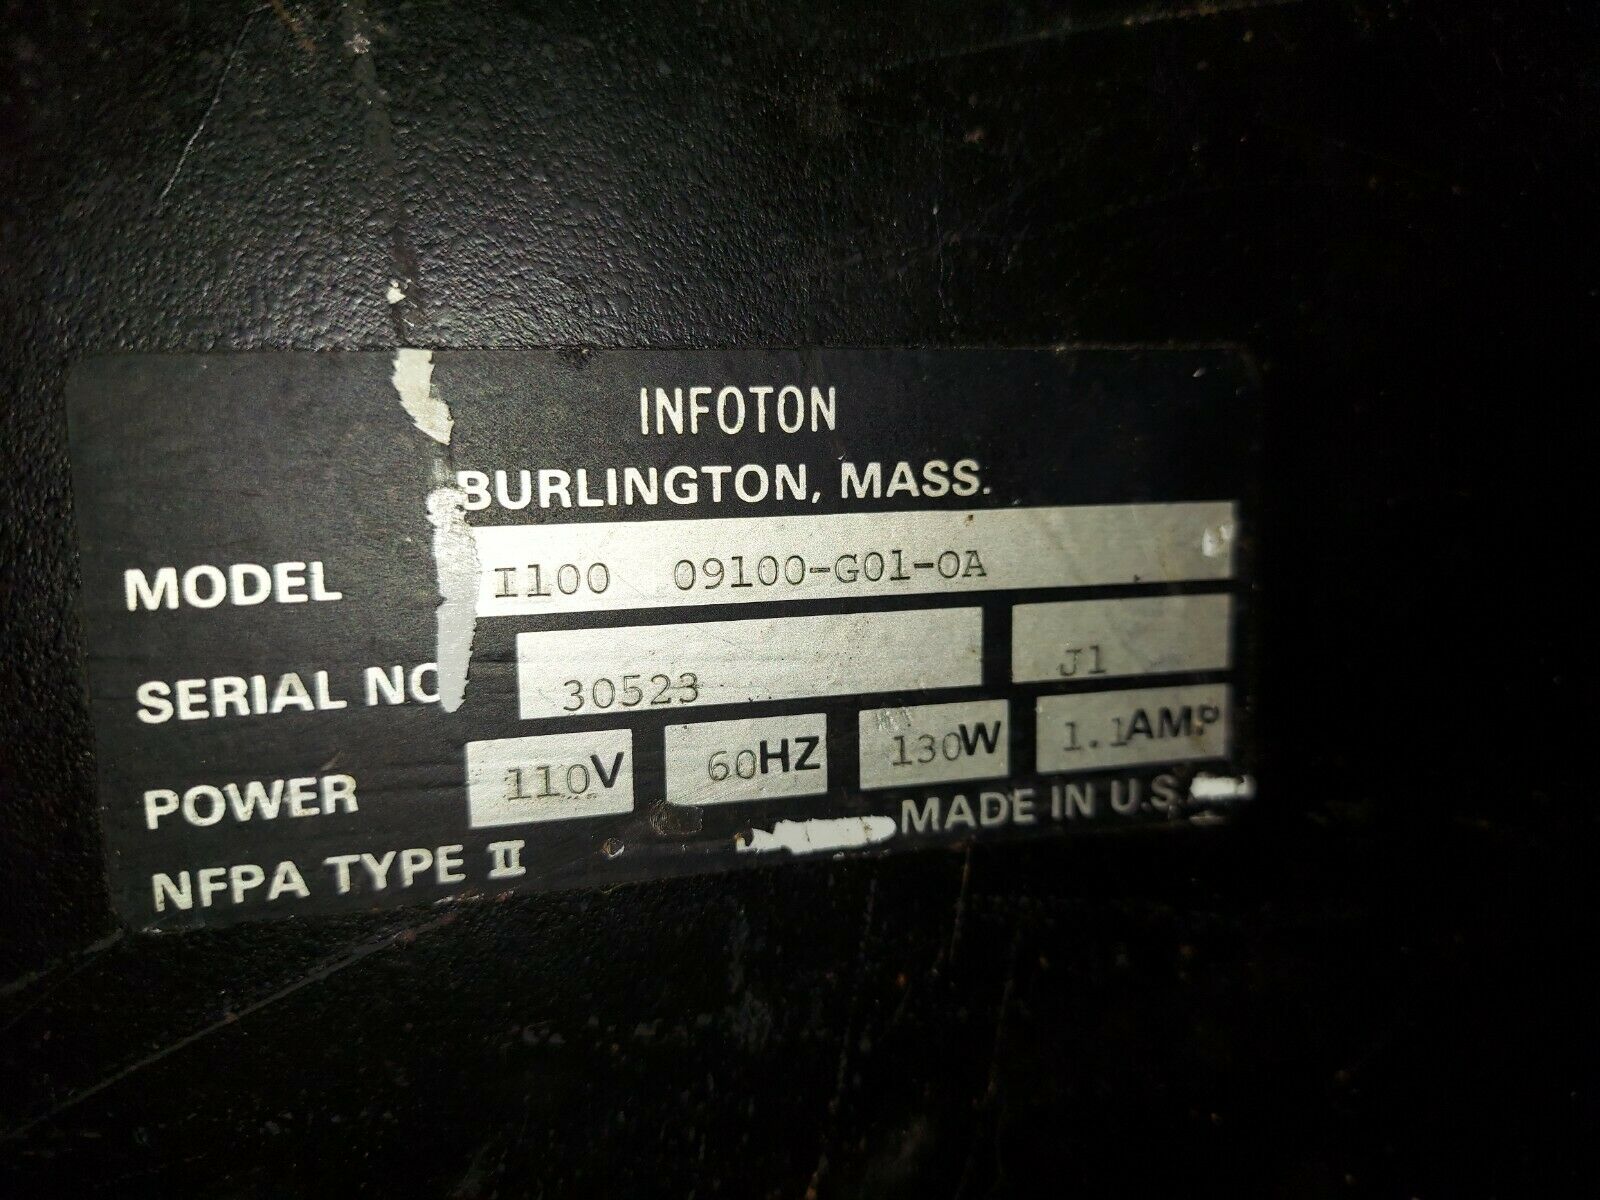 INFOTON
BURLINGTON, MASS.
MODEL I100 09100-G01-0A
SERIAL NO 30523 J1
POWER 110V 60HZ 130W 1.1AMP
NFPA TYPE II MADE IN U.S.